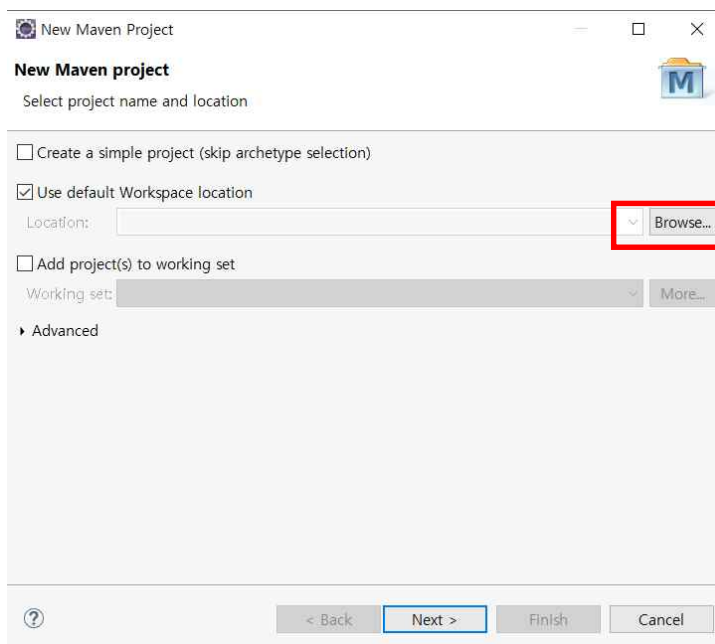 New Maven Project
New Maven project
M
Select project name and location
Create a simple project (skip archetype selection)
Use default Workspace location
Location: Browse...
Add project(s) to working set
Working set: More...
Advanced
? < Back Next > Finish Cancel